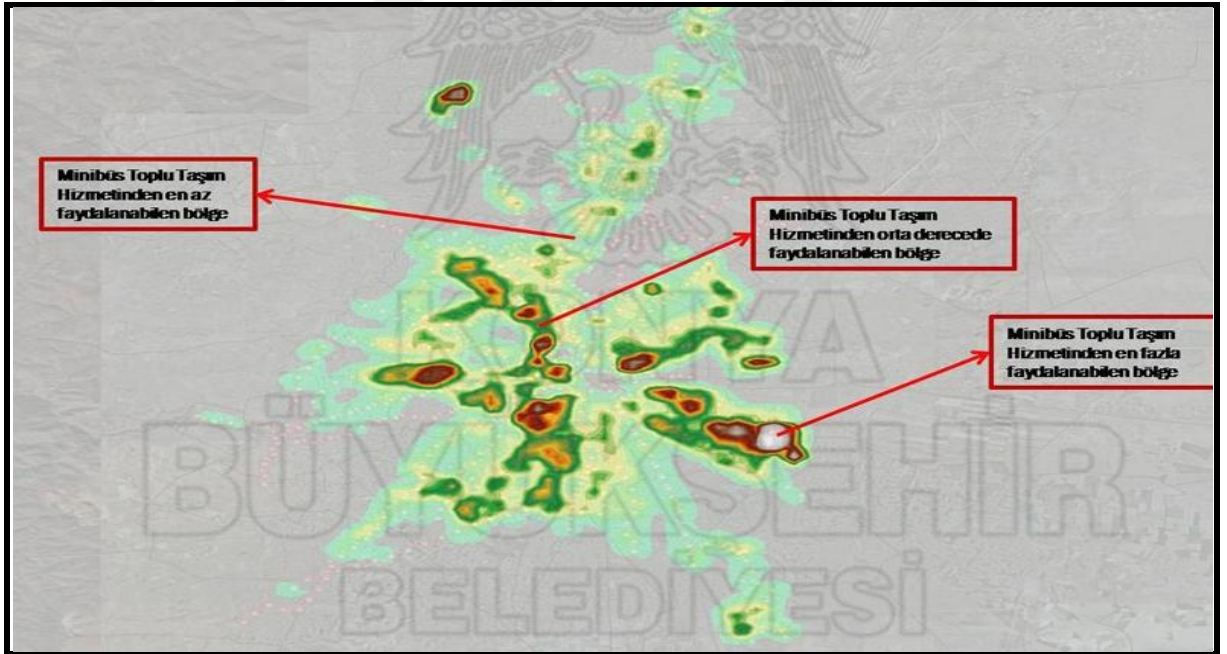 Minibüs Toplu Taşım
Hizmetinden en az
faydalanabilen bölge
Minibüs Toplu Taşım
Hizmetinden orta derecede
faydalanabilen bölge
Minibüs Toplu Taşım
Hizmetinden en fazla
faydalanabilen bölge
KONYA
BÜYÜKŞEHİR
BELEDİYESİ